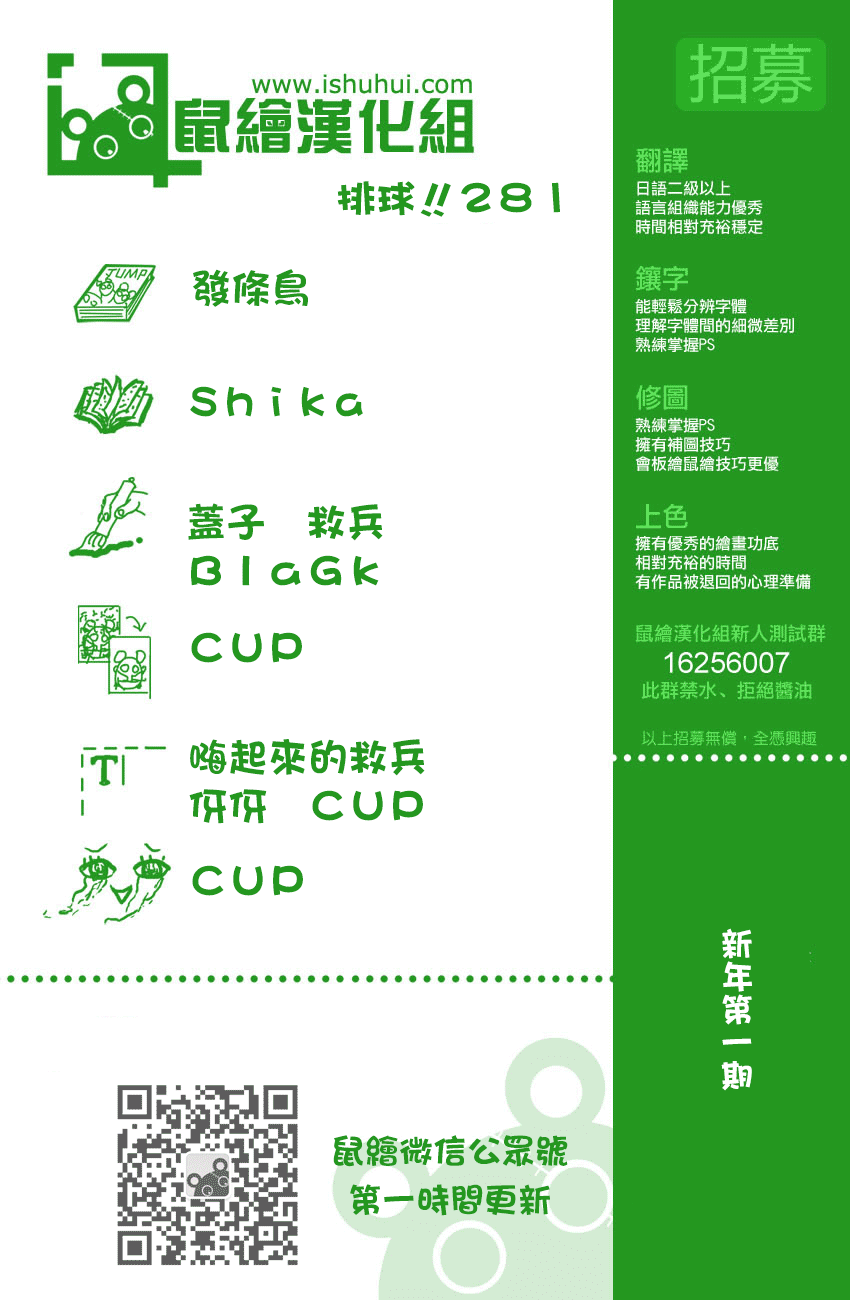 www.ishuhui.com
鼠繪漢化組
排球!!281
JUMP
發條鳥
Shika
蓋子 救兵
BlaGk
CUP
T
嗨起來的救兵
伢伢 CUP
CUP
鼠繪微信公眾號
第一時間更新
招募
翻譯
日語二級以上
語言組織能力優秀
時間相對充裕穩定
鑲字
能輕鬆分辨字體
理解字體間的細微差別
熟練掌握PS
修圖
熟練掌握PS
擁有補圖技巧
會板繪鼠繪技巧更優
上色
擁有優秀的繪畫功底
相對充裕的時間
有作品被退回的心理準備
鼠繪漢化組新人測試群
16256007
此群禁水、拒絕醬油
以上招募無償，全憑興趣
新年第一期